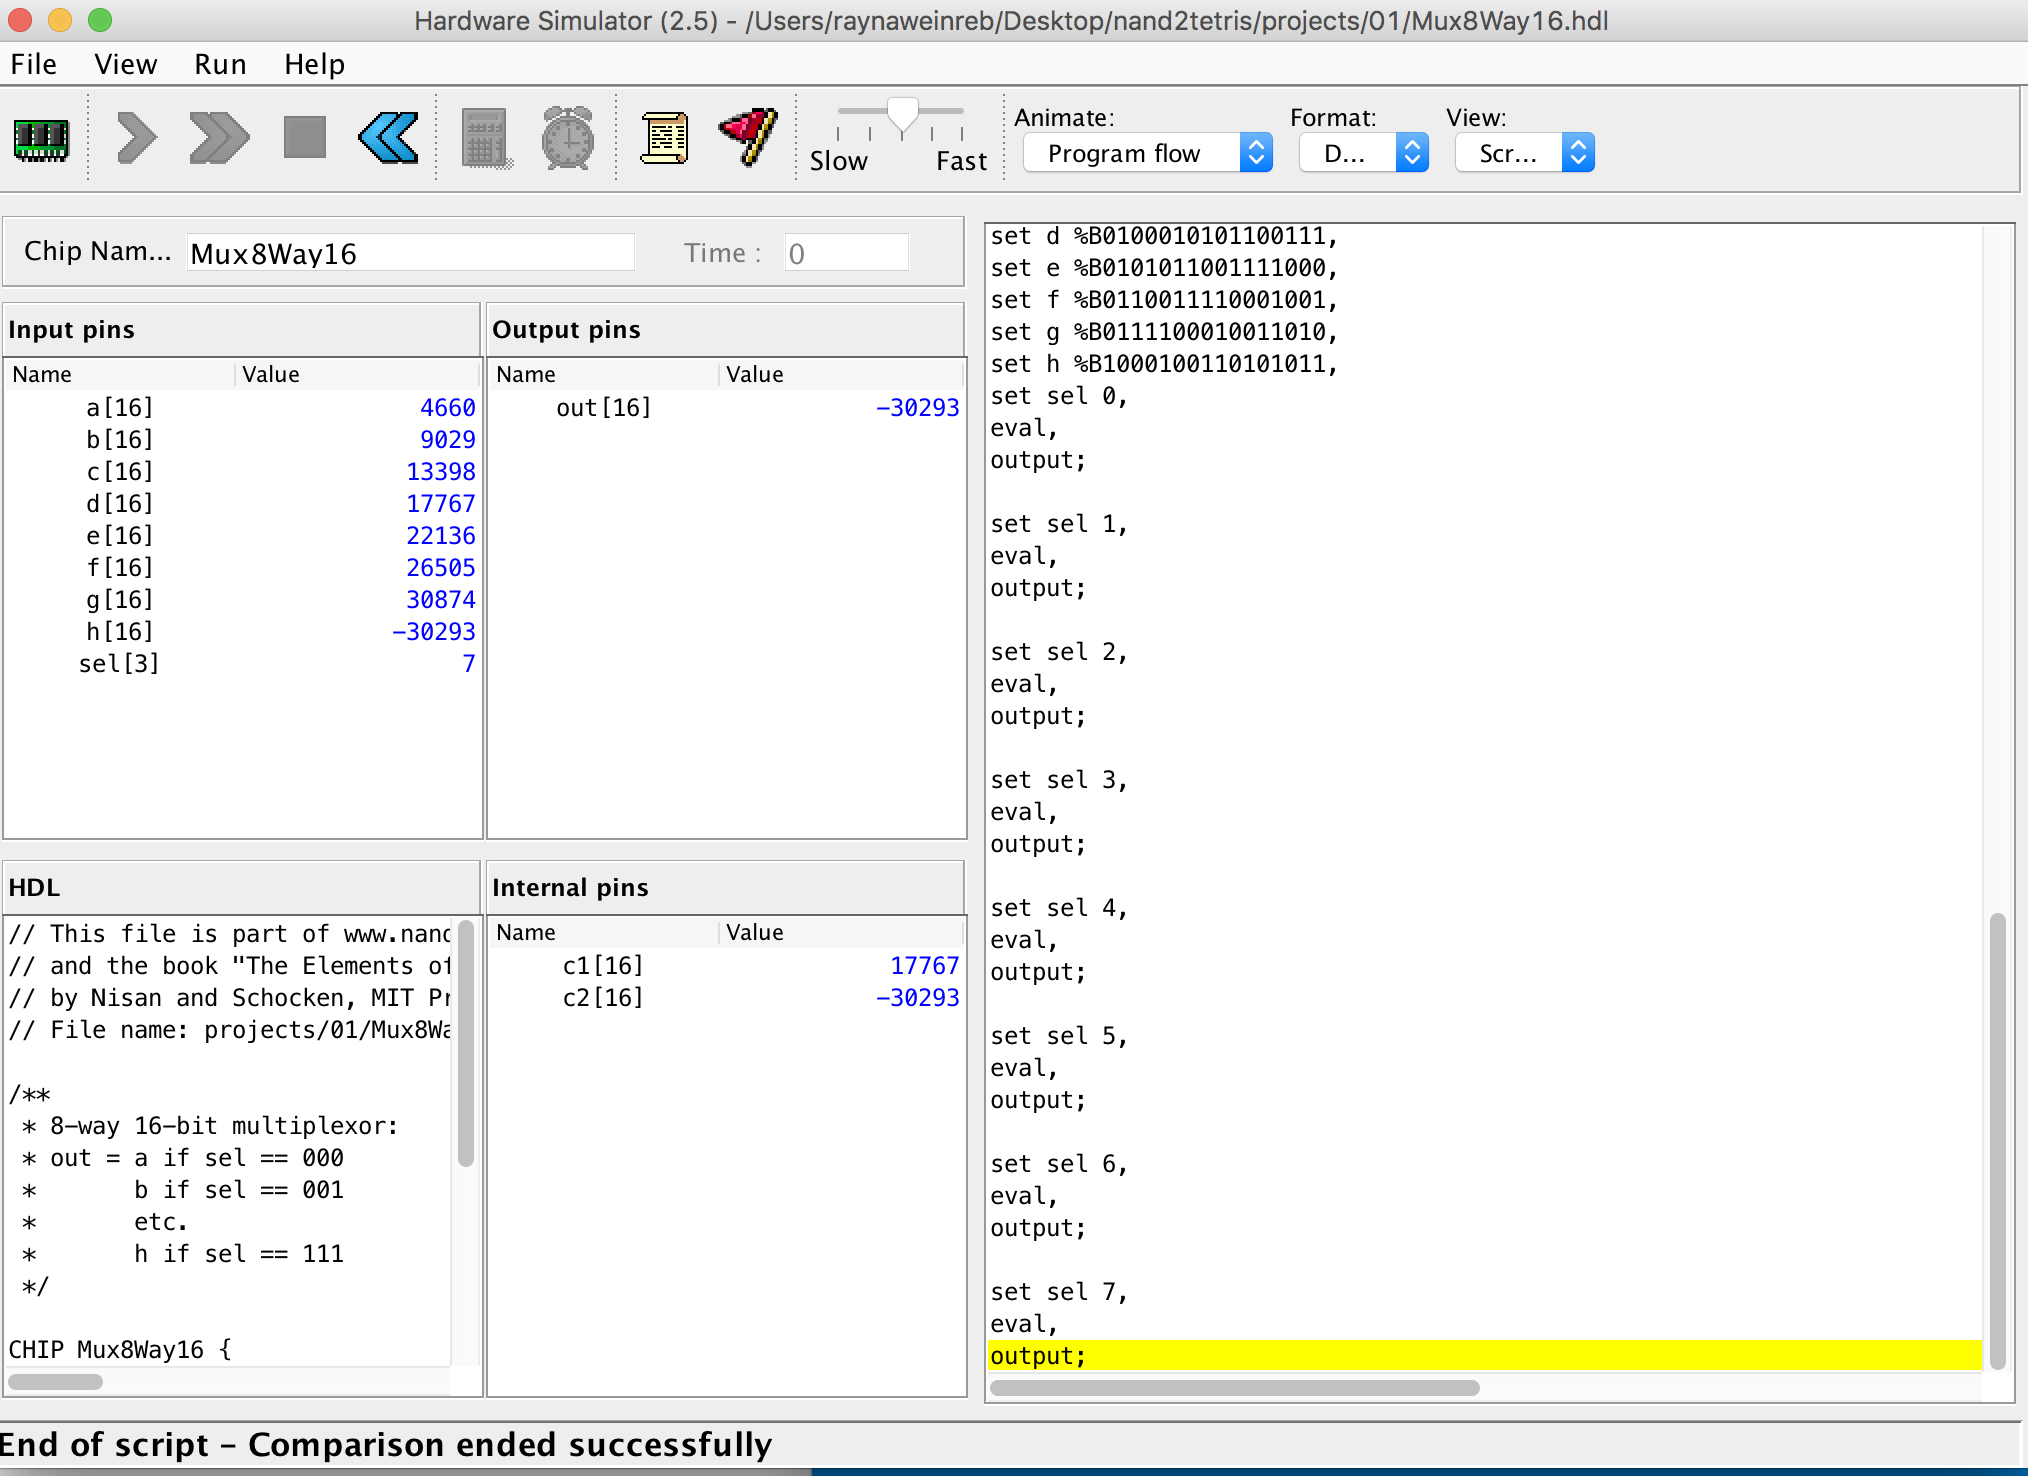 Hardware Simulator (2.5) - /Users/raynaweinreb/Desktop/nand2tetris/projects/01/Mux8Way16.hdl
File View Run Help
Slow Fast
Animate: Format: View:
Program flow D... Scr...
Chip Nam... Mux8Way16 Time : 0
Input pins
Name Value
a[16] 4660
b[16] 9029
c[16] 13398
d[16] 17767
e[16] 22136
f[16] 26505
g[16] 30874
h[16] -30293
sel[3] 7
Output pins
Name Value
out[16] -30293
HDL
// This file is part of www.nanc
// and the book "The Elements of
// by Nisan and Schocken, MIT Pr
// File name: projects/01/Mux8Wa
/**
* 8-way 16-bit multiplexor:
* out = a if sel == 000
* b if sel == 001
* etc.
* h if sel == 111
*/
CHIP Mux8Way16 {
Internal pins
Name Value
c1[16] 17767
c2[16] -30293
set d %B0100010101100111,
set e %B0101011001111000,
set f %B0110011110001001,
set g %B0111100010011010,
set h %B1000100110101011,
set sel 0,
eval,
output;
set sel 1,
eval,
output;
set sel 2,
eval,
output;
set sel 3,
eval,
output;
set sel 4,
eval,
output;
set sel 5,
eval,
output;
set sel 6,
eval,
output;
set sel 7,
eval,
output;
End of script - Comparison ended successfully